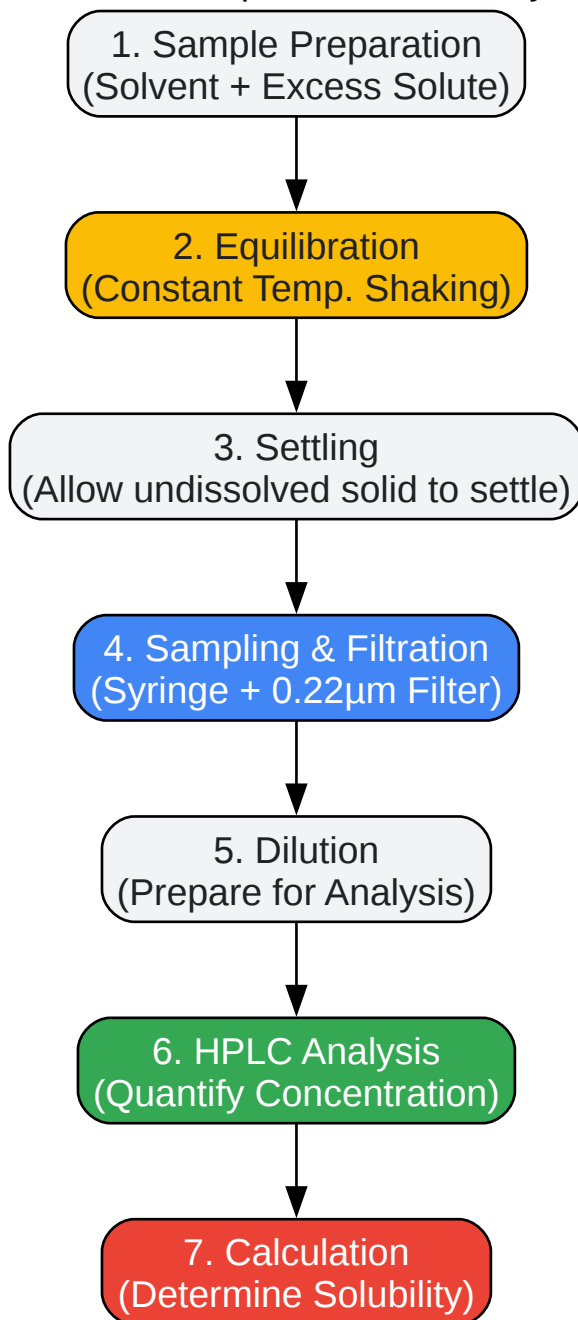 1. Sample Preparation
(Solvent + Excess Solute)
2. Equilibration
(Constant Temp. Shaking)
3. Settling
(Allow undissolved solid to settle)
4. Sampling & Filtration
(Syringe + 0.22µm Filter)
5. Dilution
(Prepare for Analysis)
6. HPLC Analysis
(Quantify Concentration)
7. Calculation
(Determine Solubility)